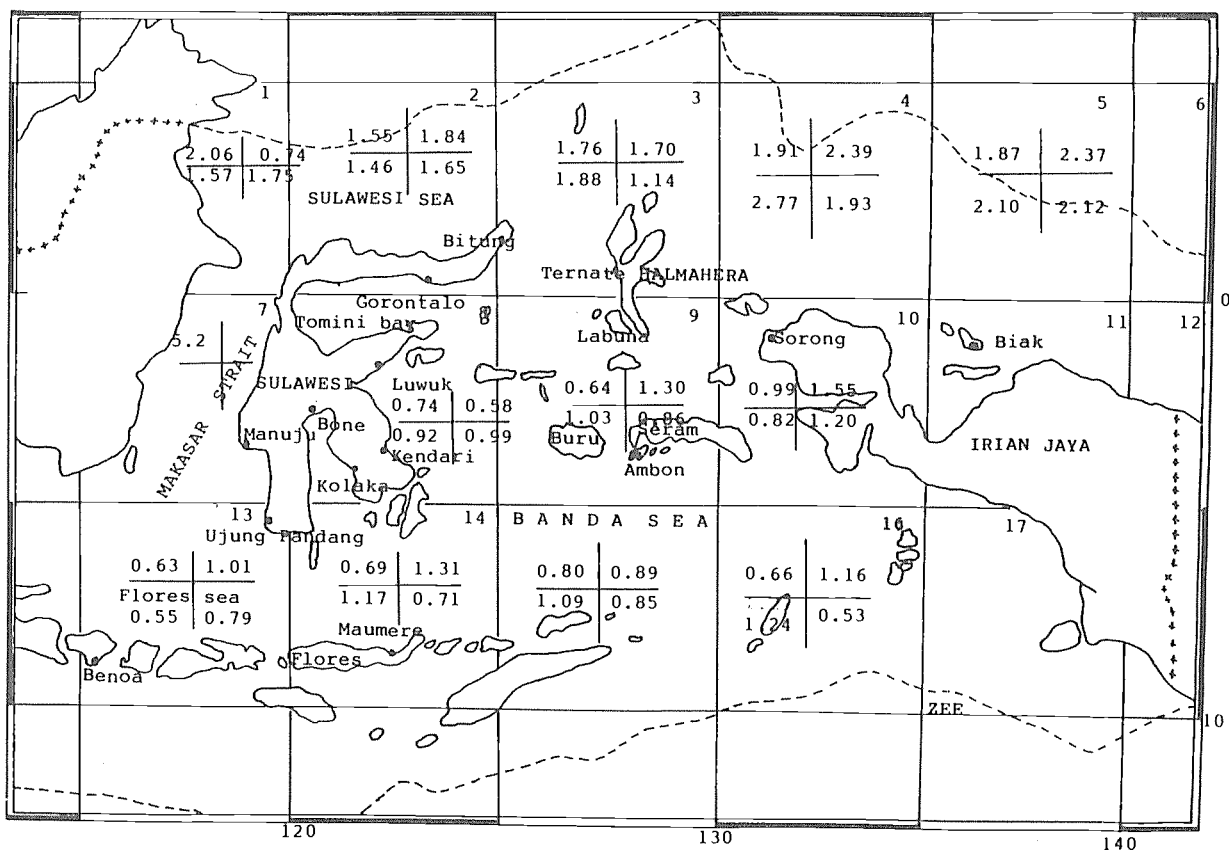 1 2 3 4 5 6
2.06 0.74
1.57 1.75
1.55 1.84
1.46 1.65
1.76 1.70
1.88 1.14
1.91 2.39
2.77 1.93
1.87 2.37
2.10 2.12
SULAWESI SEA
Bitung
Ternate HALMAHERA
Gorontalo
7 9 10 11 12 0
Tomini bay
Labuna
Sorong
Biak
5.2
MAKASAR STRAIT
SULAWESI
Luwuk
0.74 0.58
0.92 0.99
0.64 1.30
1.03 0.86
0.99 1.55
0.82 1.20
Bone
Manuju
Buru
Seram
IRIAN JAYA
Kendari
Ambon
Kolaka
13 14 BANDA SEA 16 17
Ujung Pandang
0.63 1.01
Flores sea
0.55 0.79
0.69 1.31
1.17 0.71
0.80 0.89
1.09 0.85
0.66 1.16
1.24 0.53
Maumere
Flores
Benoa
ZEE
10
120 130 140